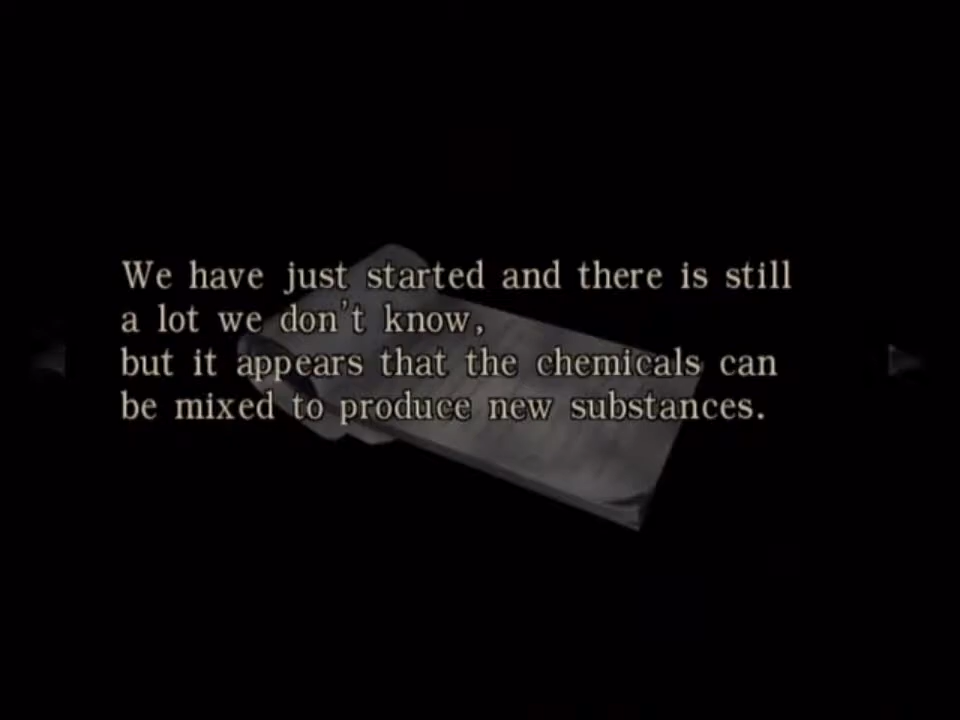 We have just started and there is still
a lot we don't know,
but it appears that the chemicals can
be mixed to produce new substances.